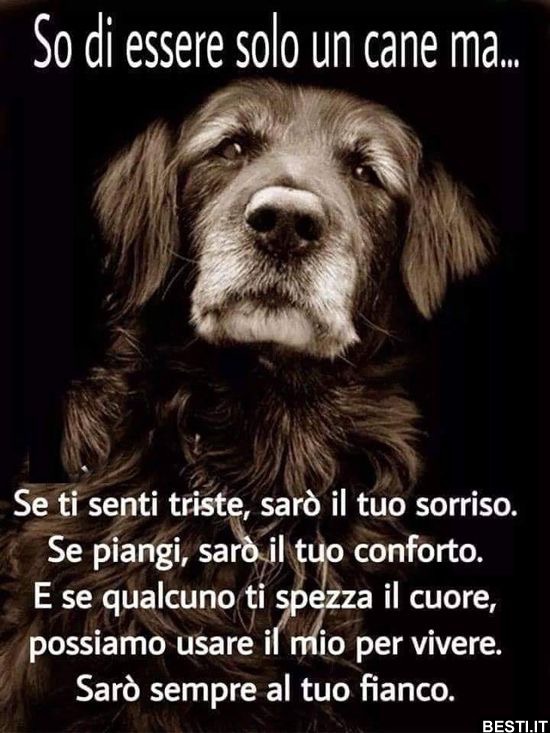 So di essere solo un cane ma...
Se ti senti triste, sarò il tuo sorriso.
Se piangi, sarò il tuo conforto.
E se qualcuno ti spezza il cuore,
possiamo usare il mio per vivere.
Sarò sempre al tuo fianco.
BESTI.IT